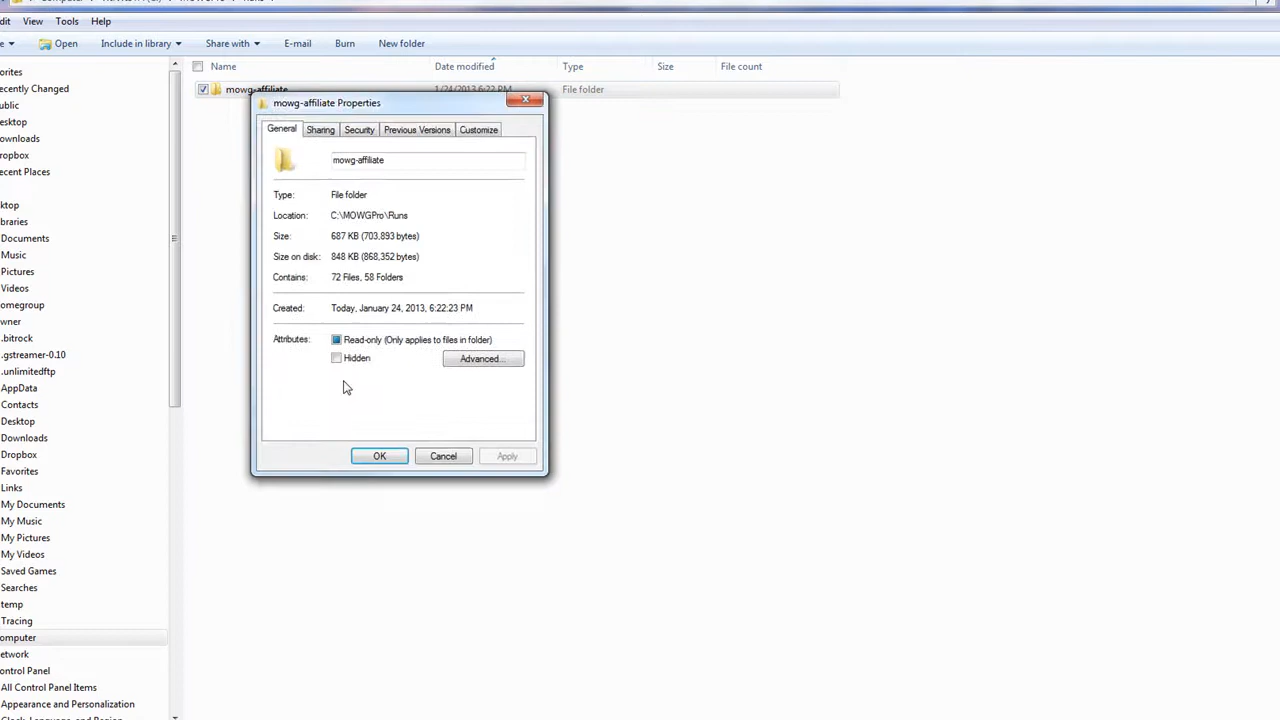 dit View Tools Help
e Open Include in library Share with E-mail Burn New folder
Name Date modified Type Size File count
mowg-affiliate 1/24/2013 6:22 PM File folder
orites
ecently Changed
ublic
esktop
ownloads
ropbox
ecent Places
ktop
braries
Documents
Music
Pictures
Videos
omegroup
wner
.bitrock
.gstreamer-0.10
.unlimitedftp
AppData
Contacts
Desktop
Downloads
Dropbox
Favorites
Links
My Documents
My Music
My Pictures
My Videos
Saved Games
Searches
temp
Tracing
omputer
etwork
ontrol Panel
All Control Panel Items
Appearance and Personalization
mowg-affiliate Properties
General Sharing Security Previous Versions Customize
mowg-affiliate
Type: File folder
Location: C:\MOWGPro\Runs
Size: 687 KB (703,893 bytes)
Size on disk: 848 KB (868,352 bytes)
Contains: 72 Files, 58 Folders
Created: Today, January 24, 2013, 6:22:23 PM
Attributes: Read-only (Only applies to files in folder)
Hidden Advanced...
OK Cancel Apply